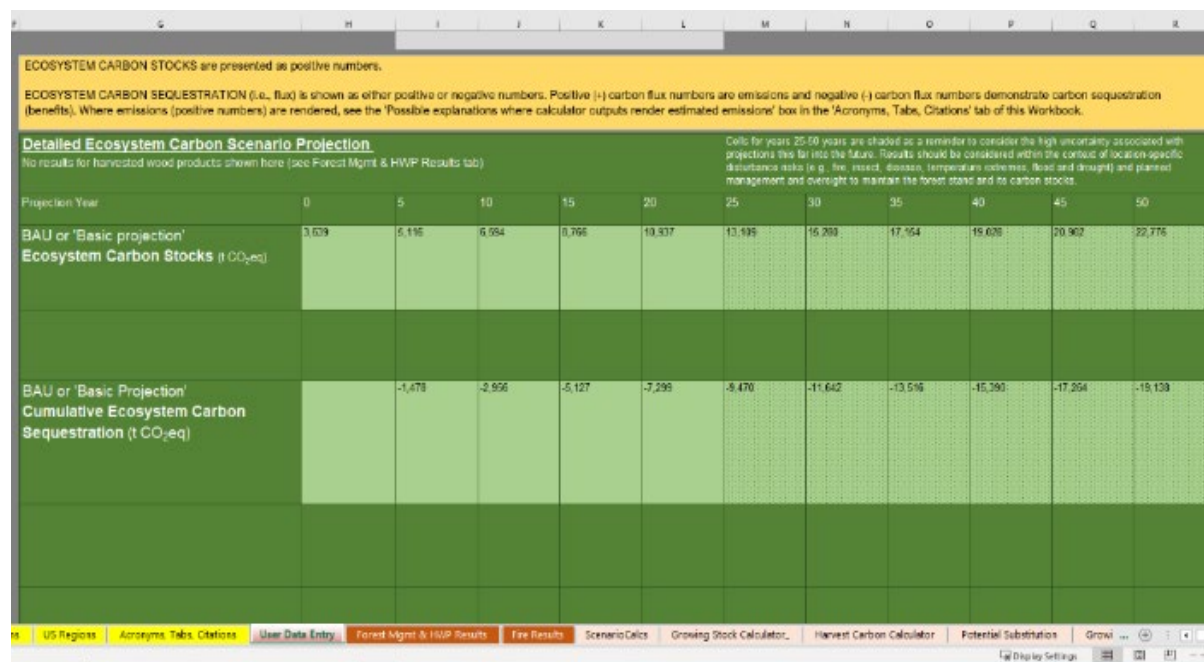 G H I J K L M N O P Q R
ECOSYSTEM CARBON STOCKS are presented as positive numbers.
ECOSYSTEM CARBON SEQUESTRATION (i.e., flux) is shown as either positive or negative numbers. Positive (+) carbon flux numbers are emissions and negative (-) carbon flux numbers demonstrate carbon sequestration
(benefits). Where emissions (positive numbers) are rendered, see the 'Possible explanations where calculator outputs render estimated emissions' box in the 'Acronyms, Tabs, Citations' tab of this Workbook.
Detailed Ecosystem Carbon Scenario Projection
No results for harvested wood products shown here (see Forest Mgmt & HWP Results tab)
Cells for years 25-50 years are shaded as a reminder to consider the high uncertainty associated with
projections this far into the future. Results should be considered within the context of location-specific
disturbance risks (e.g., fire, insect, disease, temperature extremes, flood and drought) and planned
management and oversight to maintain the forest stand and its carbon stocks.
Projection Year 0 5 10 15 20 25 30 35 40 45 50
BAU or 'Basic projection' 3,639 5,116 6,594 8,766 10,937 13,109 15,280 17,154 19,028 20,902 22,776
Ecosystem Carbon Stocks (t CO₂eq)
BAU or 'Basic Projection' -1,478 -2,956 -5,127 -7,299 -9,470 -11,642 -13,516 -15,390 -17,264 -19,138
Cumulative Ecosystem Carbon
Sequestration (t CO₂eq)
US Regions Acronyms, Tabs, Citations User Data Entry Forest Mgmt & HWP Results Fire Results ScenarioCalcs Growing Stock Calculator_ Harvest Carbon Calculator Potential Substitution Growi ...
Display Settings